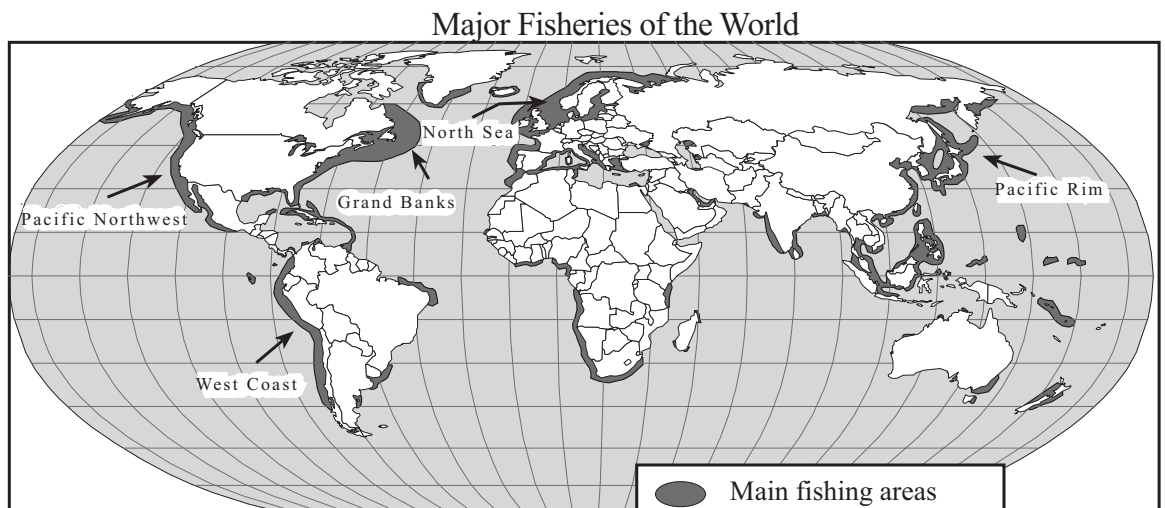 Major Fisheries of the World
North Sea
Grand Banks
Pacific Northwest
Pacific Rim
West Coast
Main fishing areas